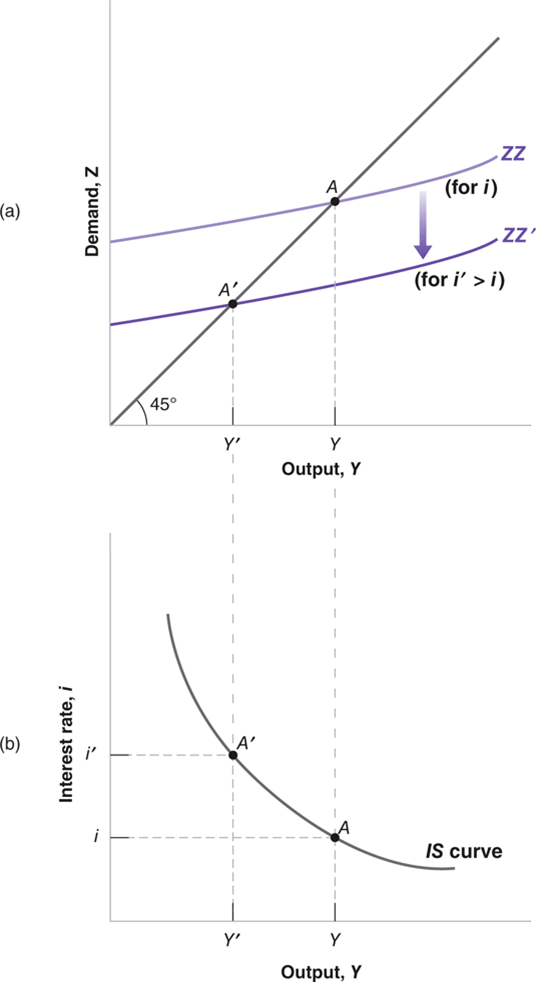 (a)
Demand, Z
ZZ
(for i)
A
ZZ′
(for i′ > i)
A′
45°
Y′
Y
Output, Y
(b)
Interest rate, i
A′
i′
A
i
IS curve
Y′
Y
Output, Y